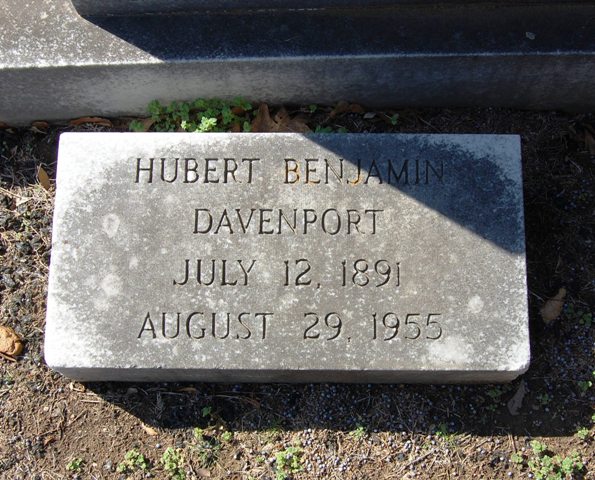 HUBERT BENJAMIN
DAVENPORT
JULY 12, 1891
AUGUST 29, 1955